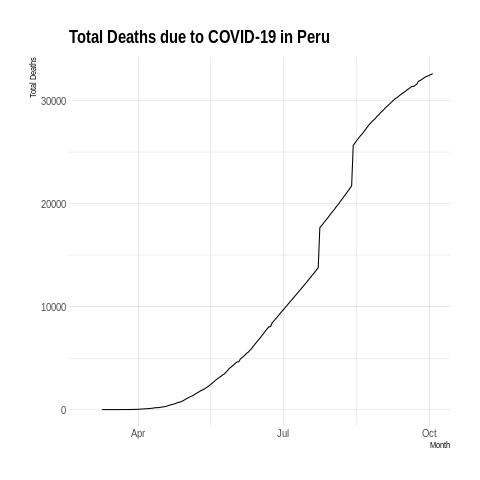 Total Deaths due to COVID-19 in Peru
Total Deaths
30000
20000
10000
0
Apr
Jul
Oct
Month